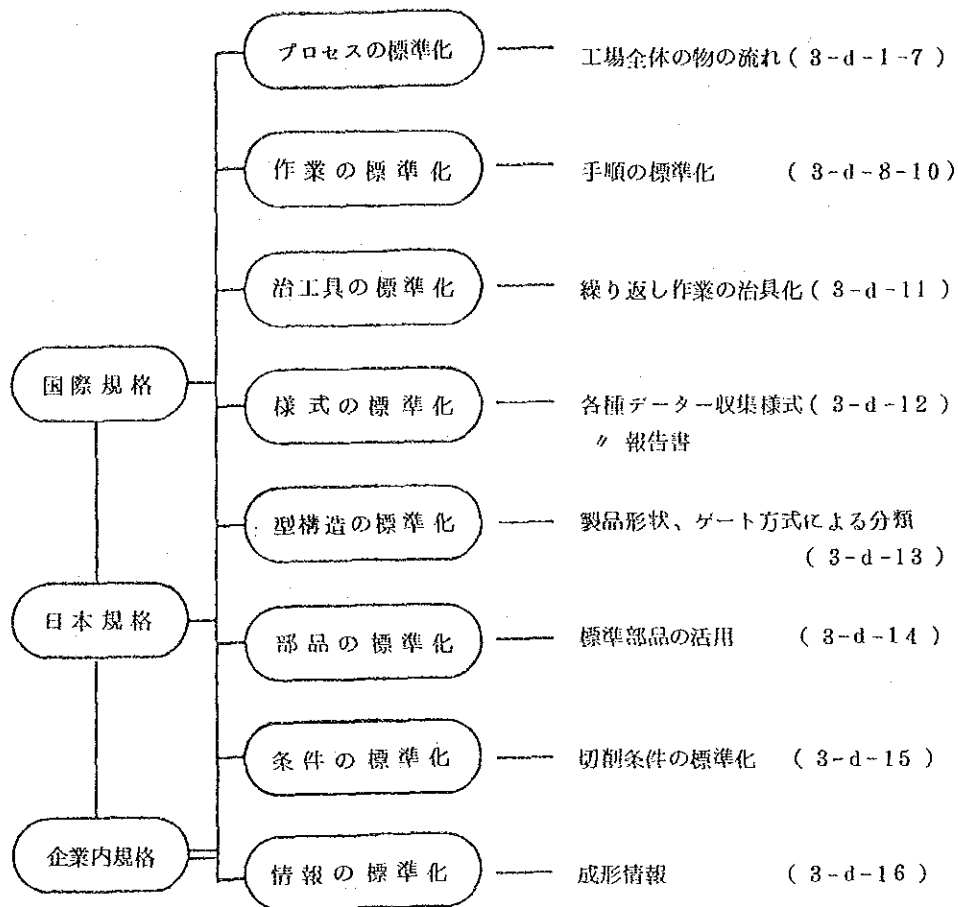 プロセスの標準化 工場全体の物の流れ ( 3-d-1-7 )
作業の標準化 手順の標準化 ( 3-d-8-10 )
治工具の標準化 繰り返し作業の治具化 ( 3-d-11 )
国際規格
様式の標準化 各種データー収集様式 ( 3-d-12 )
〃 報告書
型構造の標準化 製品形状、ゲート方式による分類
( 3-d-13 )
日本規格
部品の標準化 標準部品の活用 ( 3-d-14 )
条件の標準化 切削条件の標準化 ( 3-d-15 )
企業内規格
情報の標準化 成形情報 ( 3-d-16 )